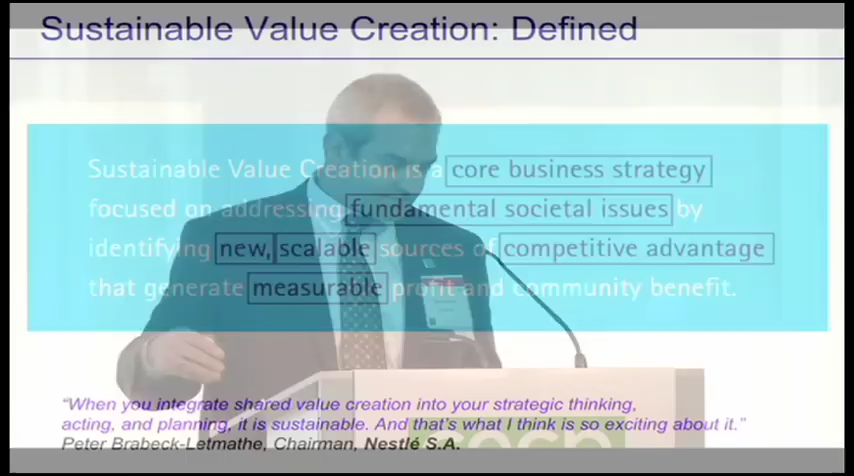 Sustainable Value Creation: Defined
Sustainable Value Creation is a core business strategy
focused on addressing fundamental societal issues by
identifying new, scalable sources of competitive advantage
that generate measurable profit and community benefit.
"When you integrate shared value creation into your strategic thinking,
acting, and planning, it is sustainable. And that's what I think is so exciting about it."
Peter Brabeck-Letmathe, Chairman, Nestlé S.A.